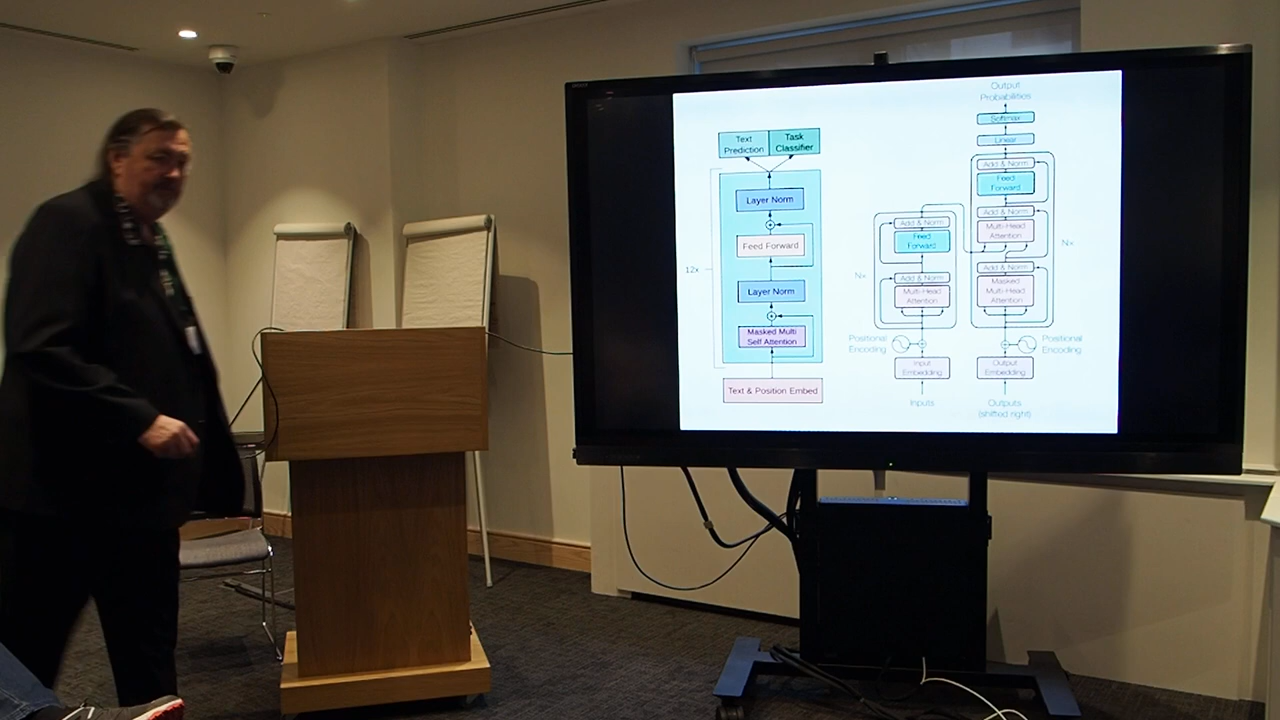 Text
Prediction
Task
Classifier
Layer Norm
Feed Forward
12x
Layer Norm
Masked Multi
Self Attention
Text & Position Embed
Add & Norm
Feed
Forward
Nx
Add & Norm
Multi-Head
Attention
Positional
Encoding
Input
Embedding
Inputs
Output
Probabilities
Softmax
Linear
Add & Norm
Feed
Forward
Add & Norm
Multi-Head
Attention
Nx
Add & Norm
Masked
Multi-Head
Attention
Positional
Encoding
Output
Embedding
Outputs
(shifted right)